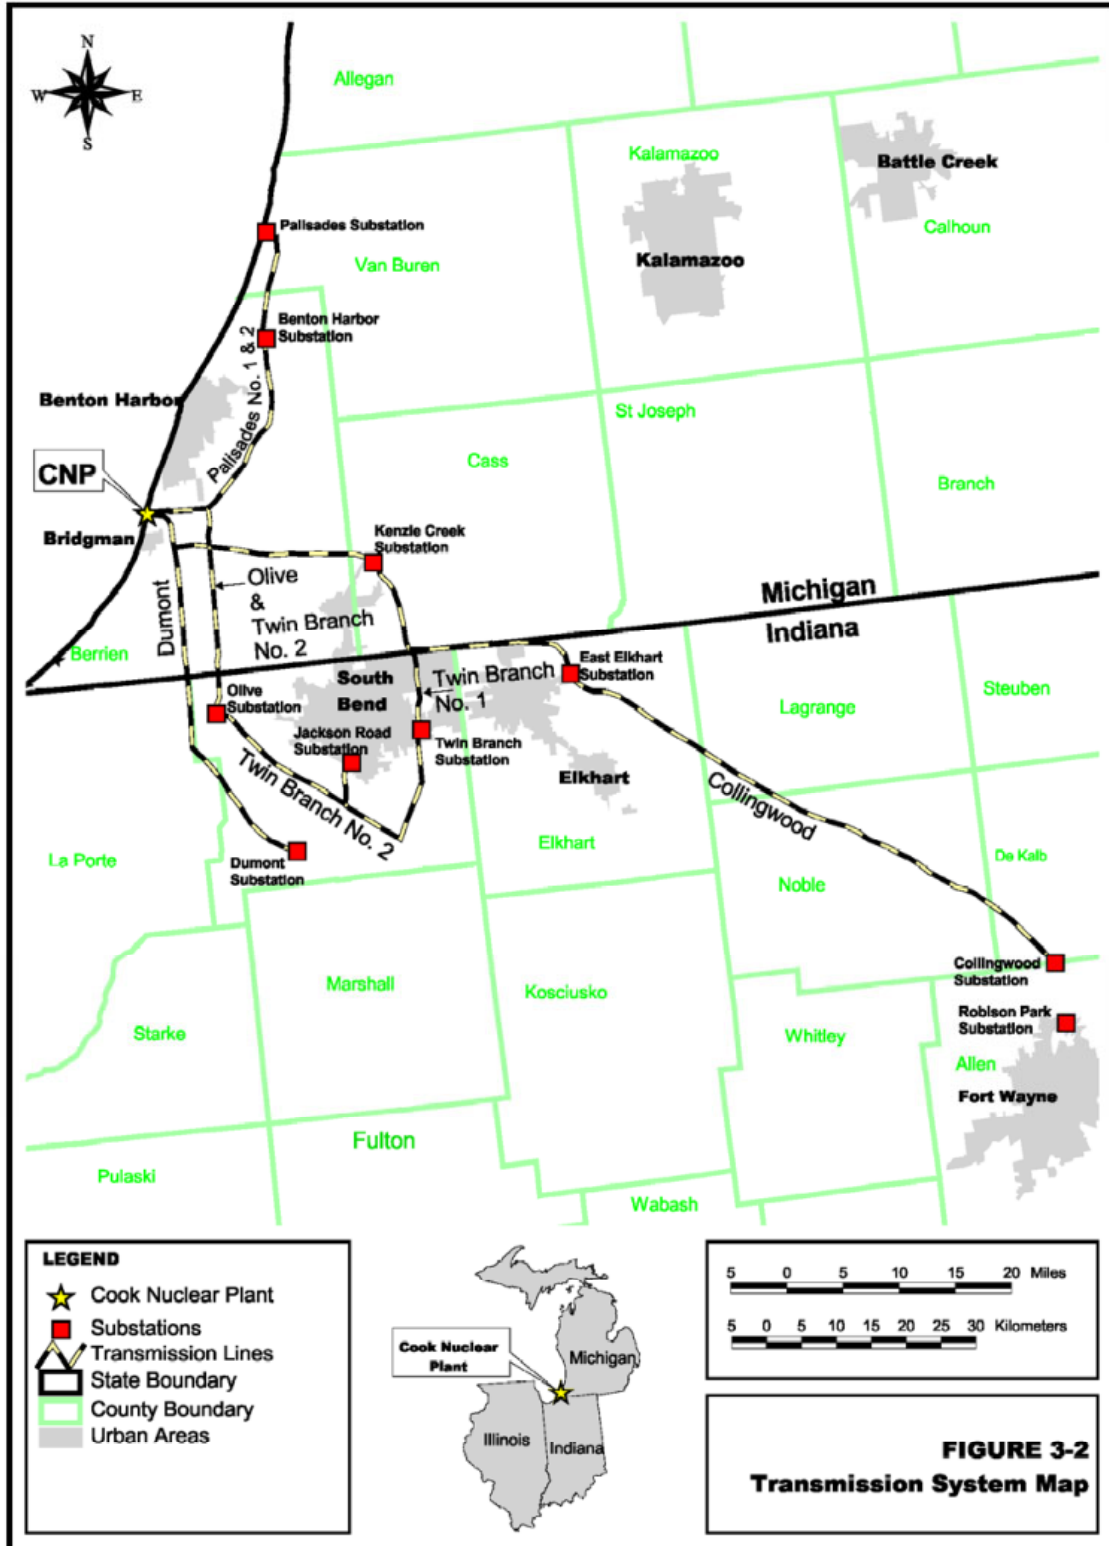 N
W
E
S
Allegan
Kalamazoo
Battle Creek
Calhoun
Palisades Substation
Van Buren
Kalamazoo
Benton Harbor
Substation
Palisades No. 1 & 2
Benton Harbor
St Joseph
Cass
CNP
Branch
Bridgman
Kenzie Creek
Substation
Olive
&
Twin Branch
No. 2
Dumont
Michigan
Indiana
Berrien
South
Bend
Twin Branch
No. 1
East Elkhart
Substation
Steuben
Lagrange
Olive
Substation
Jackson Road
Substation
Twin Branch
Substation
Twin Branch No. 2
Elkhart
Collingwood
La Porte
Dumont
Substation
Elkhart
De Kalb
Noble
Collingwood
Substation
Marshall
Kosciusko
Robison Park
Substation
Starke
Whitley
Allen
Fort Wayne
Fulton
Pulaski
Wabash
LEGEND
Cook Nuclear Plant
Substations
Transmission Lines
State Boundary
County Boundary
Urban Areas
Cook Nuclear
Plant
Michigan
Illinois
Indiana
5 0 5 10 15 20 Miles
5 0 5 10 15 20 25 30 Kilometers
FIGURE 3-2
Transmission System Map